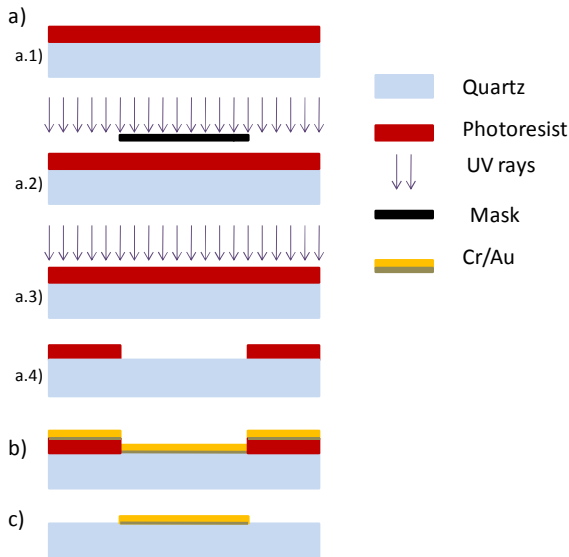 a)
a.1)
a.2)
a.3)
a.4)
b)
c)
Quartz
Photoresist
UV rays
Mask
Cr/Au